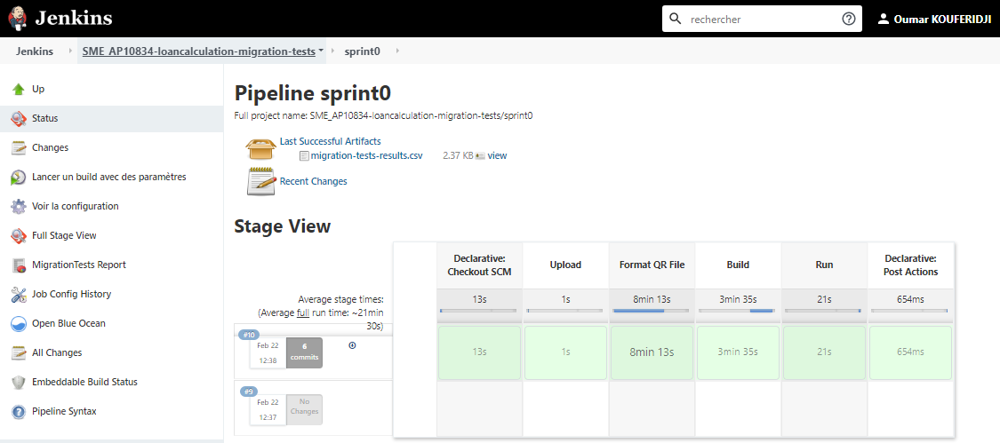 Jenkins
rechercher
Oumar KOUFERIDJI
Jenkins
SME_AP10834-loancalculation-migration-tests
sprint0
Up
Status
Changes
Lancer un build avec des paramètres
Voir la configuration
Full Stage View
MigrationTests Report
Job Config History
Open Blue Ocean
All Changes
Embeddable Build Status
Pipeline Syntax
Pipeline sprint0
Full project name: SME_AP10834-loancalculation-migration-tests/sprint0
Last Successful Artifacts
migration-tests-results.csv 2.37 KB view
Recent Changes
Stage View
Declarative: Checkout SCM
Upload
Format QR File
Build
Run
Declarative: Post Actions
Average stage times:
(Average full run time: ~21min
30s)
13s 1s 8min 13s 3min 35s 21s 654ms
#10
Feb 22
12:38
6
commits
13s 1s 8min 13s 3min 35s 21s 654ms
#9
Feb 22
12:37
No
Changes